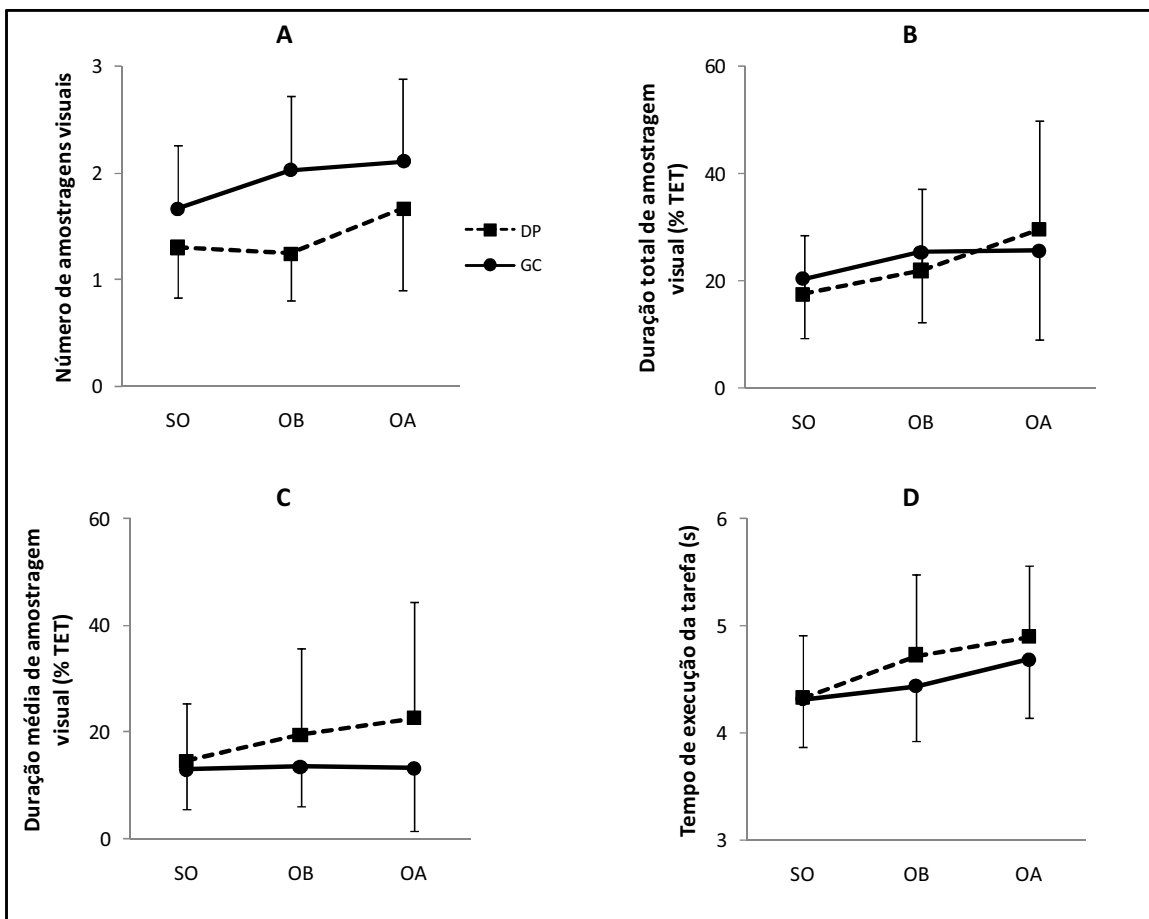 A
Número de amostragens visuais
3
2
1
0
SO OB OA
DP
GC
B
Duração total de amostragem
visual (% TET)
60
40
20
0
SO OB OA
C
Duração média de amostragem
visual (% TET)
60
40
20
0
SO OB OA
D
Tempo de execução da tarefa (s)
6
5
4
3
SO OB OA